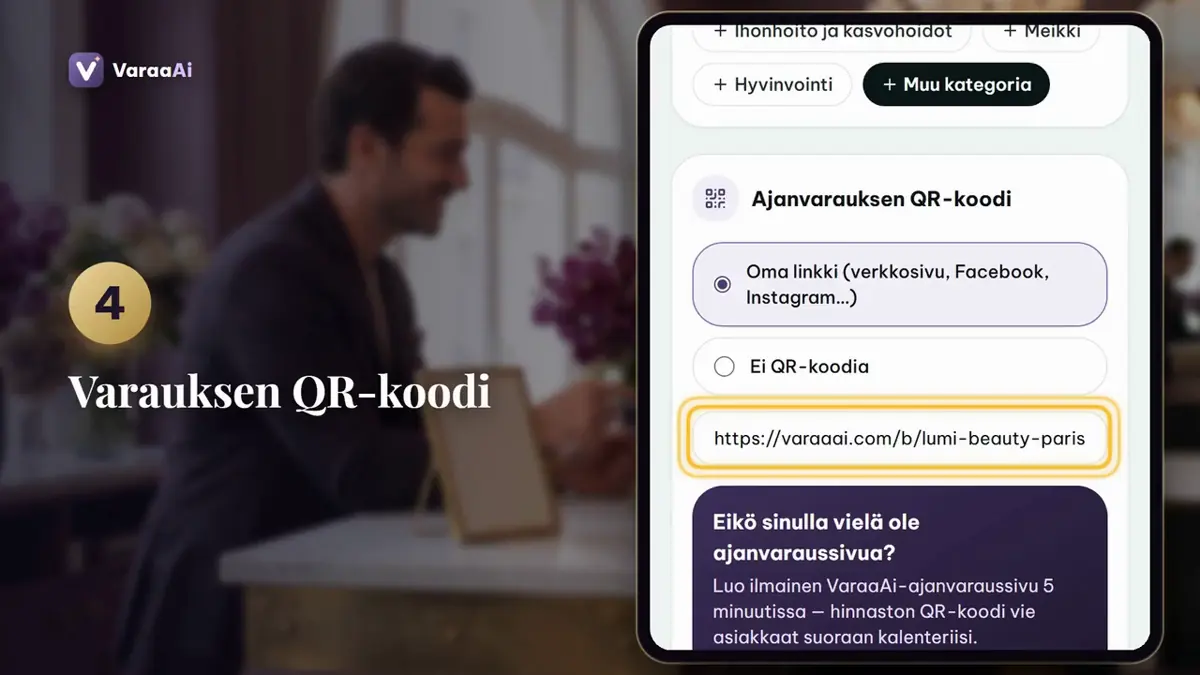 VaraaAi
4
Varauksen QR-koodi
+ Ihonhoito ja kasvohoidot
+ Meikki
+ Hyvinvointi
+ Muu kategoria
Ajanvarauksen QR-koodi
Oma linkki (verkkosivu, Facebook,
Instagram...)
Ei QR-koodia
https://varaaai.com/b/lumi-beauty-paris
Eikö sinulla vielä ole
ajanvaraussivua?
Luo ilmainen VaraaAi-ajanvaraussivu 5
minuutissa — hinnaston QR-koodi vie
asiakkaat suoraan kalenteriisi.